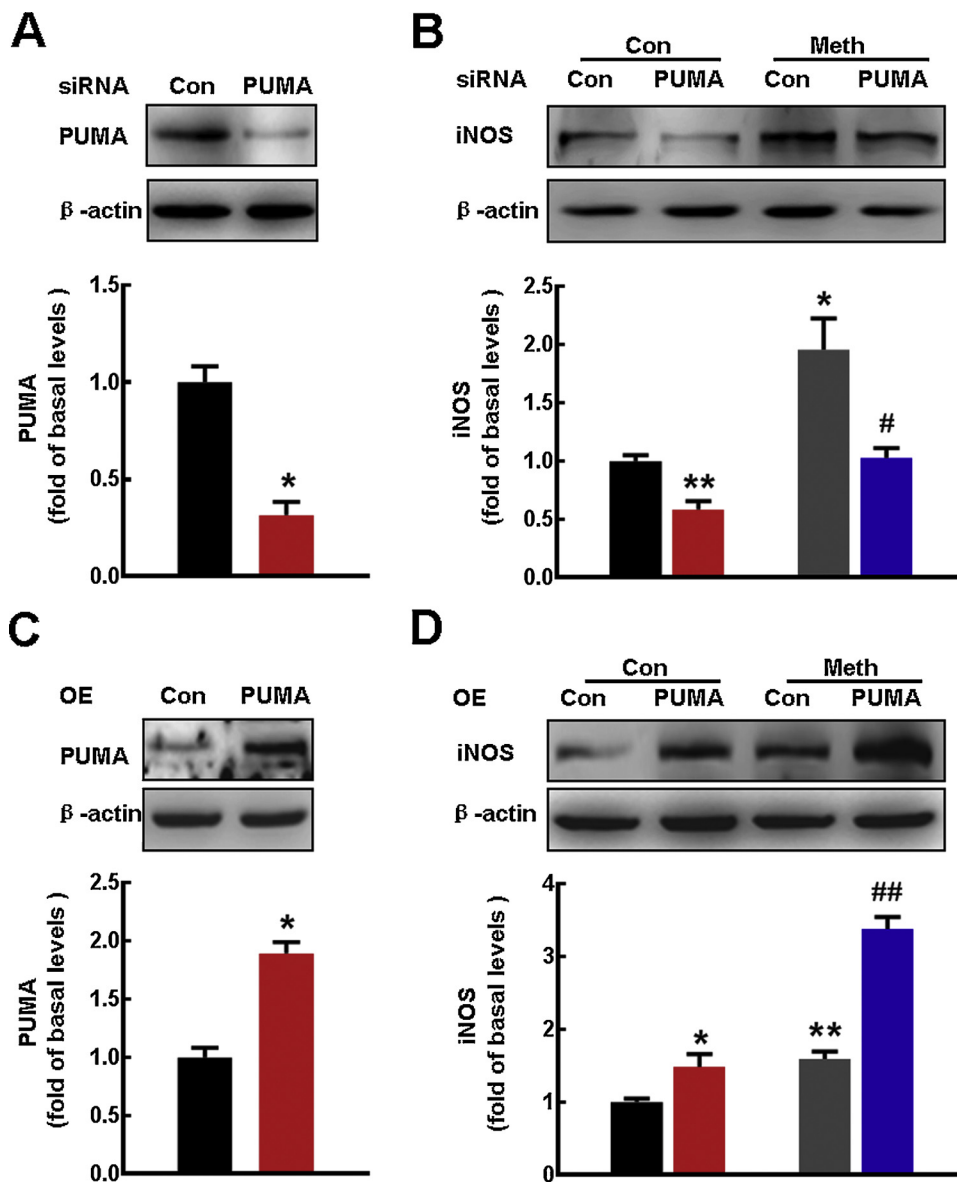 A
siRNA Con PUMA
PUMA
β-actin
PUMA
(fold of basal levels )
1.5
1.0
0.5
0.0
*
B
Con Meth
siRNA Con PUMA Con PUMA
iNOS
β-actin
iNOS
(fold of basal levels )
2.5
2.0
1.5
1.0
0.5
0.0
**
*
#
C
OE Con PUMA
PUMA
β-actin
PUMA
(fold of basal levels )
2.5
2.0
1.5
1.0
0.5
0.0
*
D
Con Meth
OE Con PUMA Con PUMA
iNOS
β-actin
iNOS
(fold of basal levels )
4
3
2
1
0
*
**
##